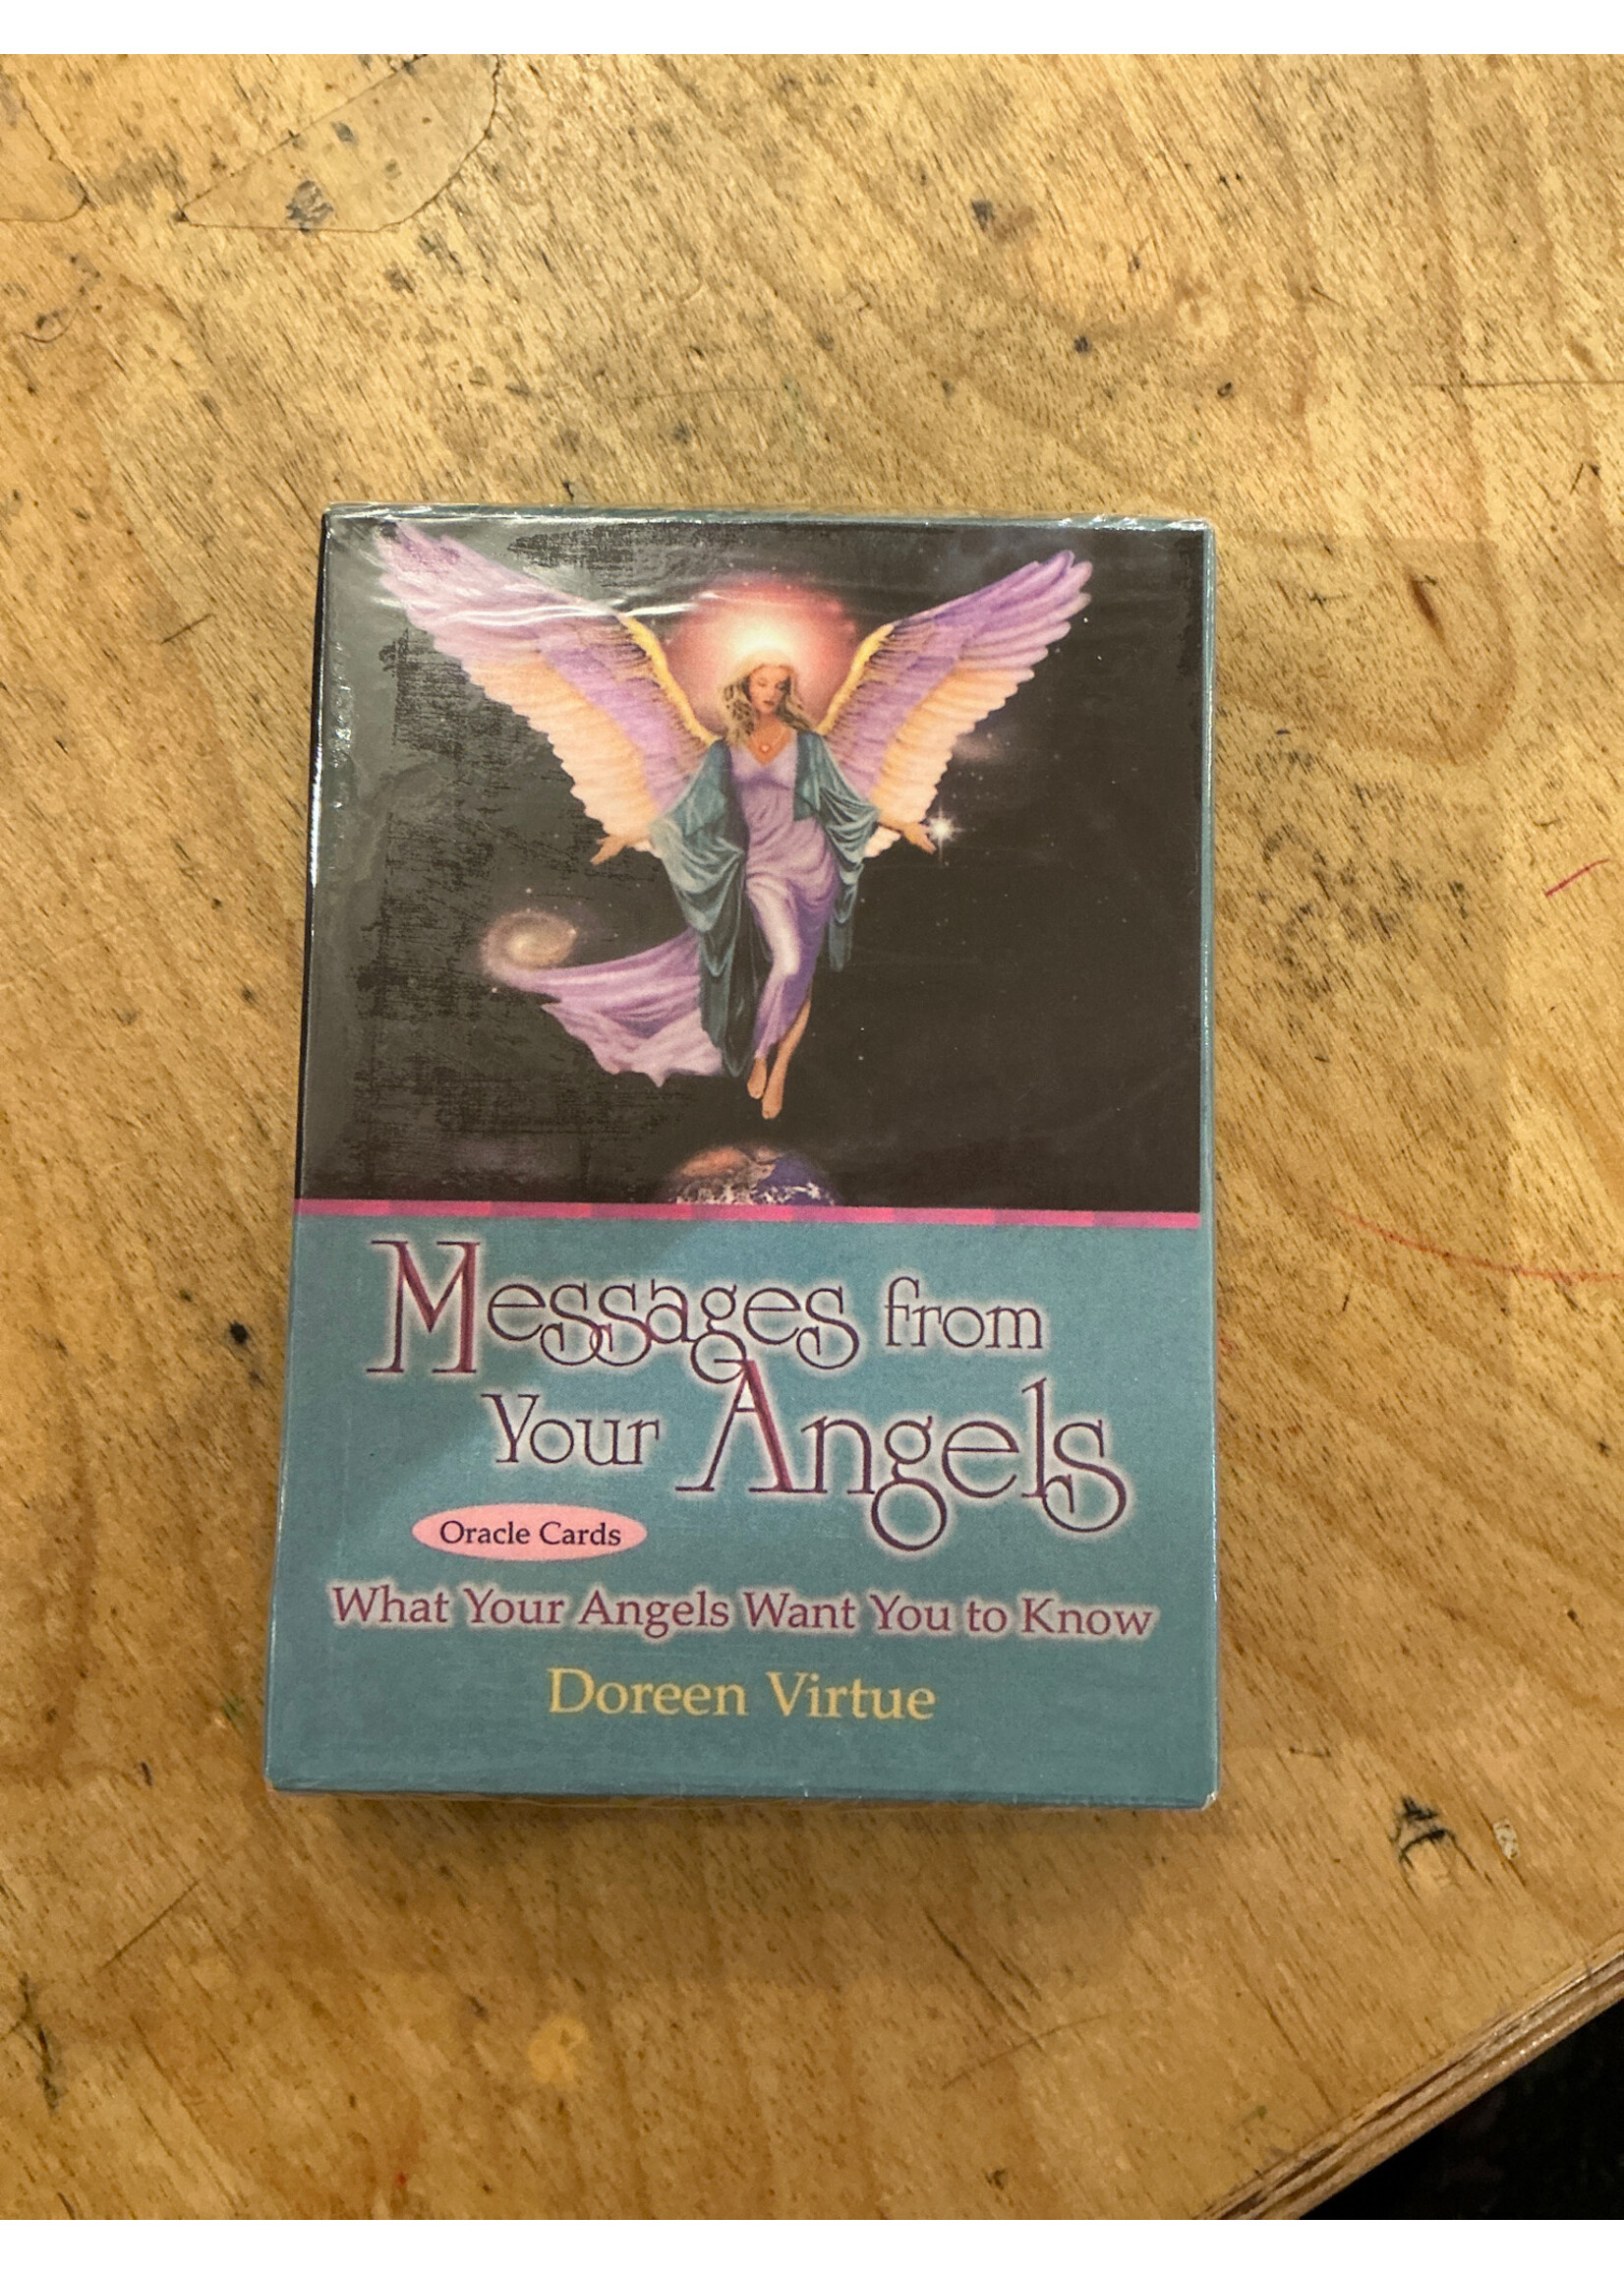 Messages from
Your Angels
Oracle Cards
What Your Angels Want You to Know
Doreen Virtue